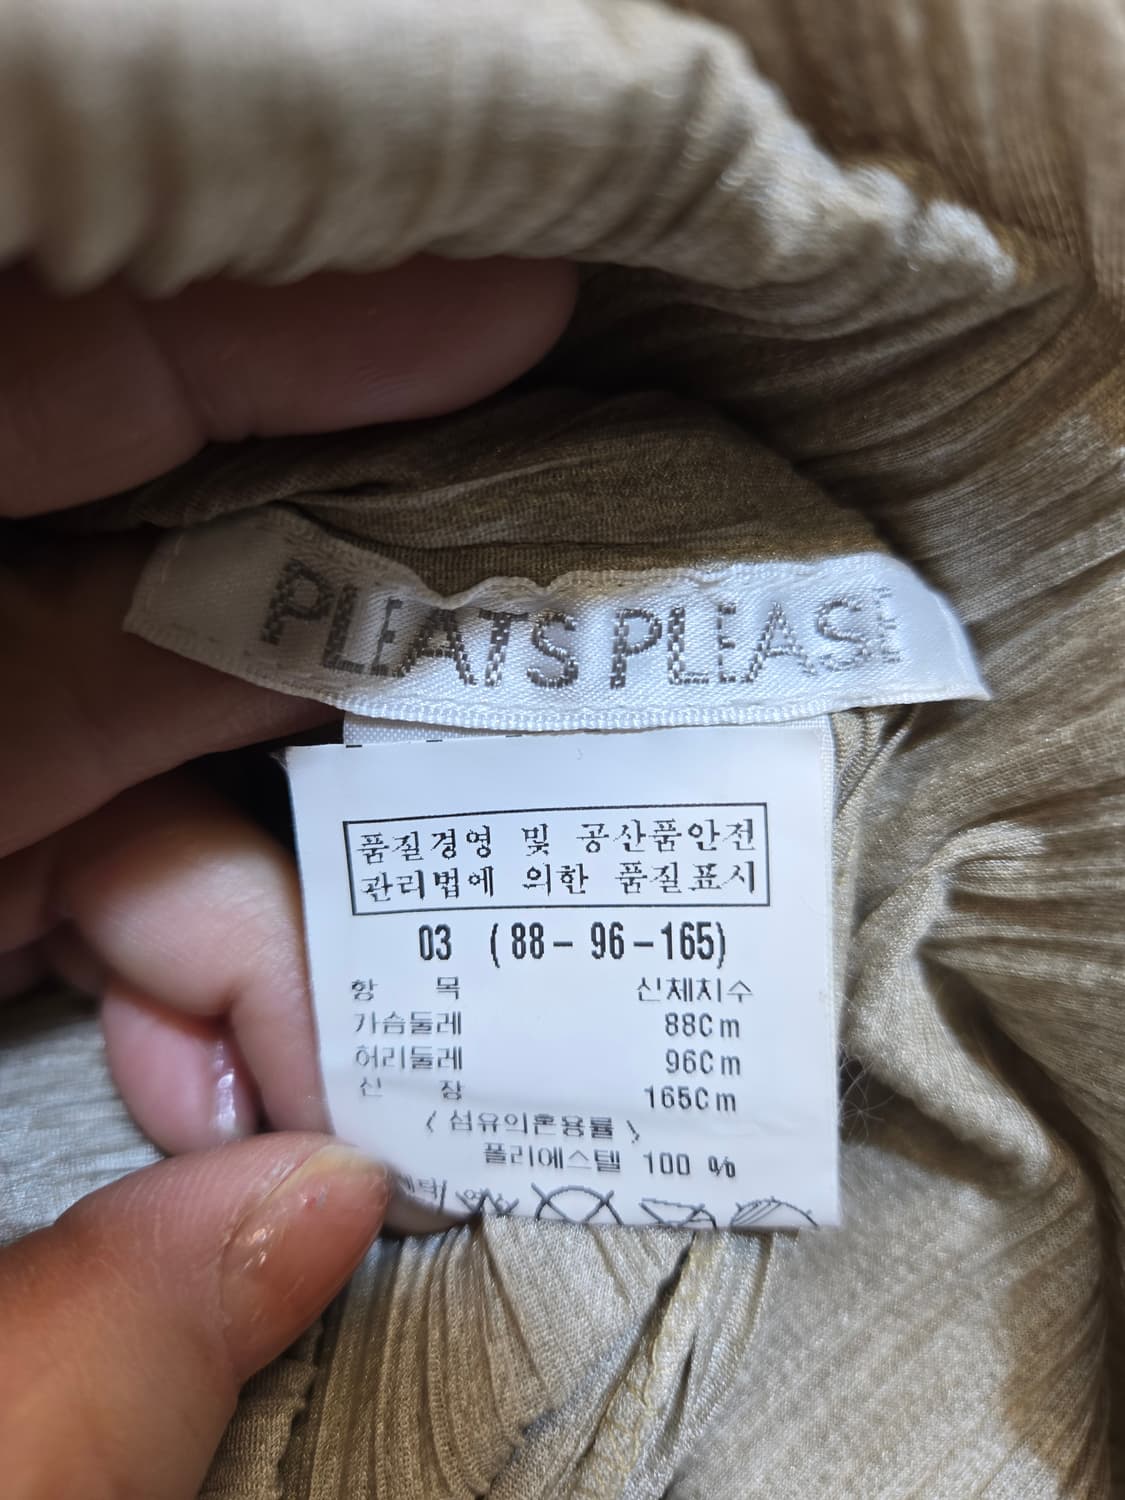 PLEATS PLEASE
품질경영 및 공산품안전
관리법에 의한 품질표시
03 (88-96-165)
항 목 신체치수
가슴둘레 88Cm
허리둘레 96Cm
신 장 165Cm
< 섬유의혼용률 >
폴리에스텔 100 %